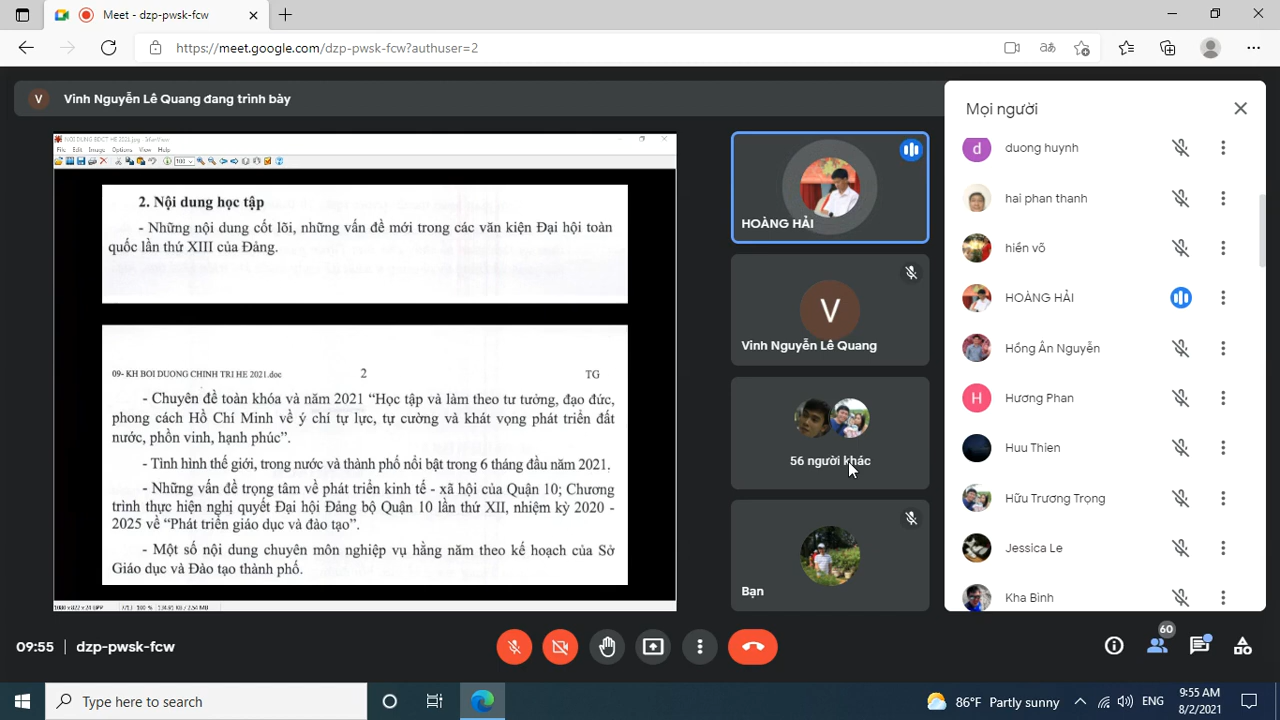 Meet - dzp-pwsk-fcw
https://meet.google.com/dzp-pwsk-fcw?authuser=2
V
Vinh Nguyễn Lê Quang đang trình bày
File Edit Image Options View Help
2. Nội dung học tập
- Những nội dung cốt lõi, những vấn đề mới trong các văn kiện Đại hội toàn
quốc lần thứ XIII của Đảng.
09- KH BOI DUONG CHINH TRI HE 2021.doc 2 TG
- Chuyên đề toàn khóa và năm 2021 “Học tập và làm theo tư tưởng, đạo đức,
phong cách Hồ Chí Minh về ý chí tự lực, tự cường và khát vọng phát triển đất
nước, phồn vinh, hạnh phúc”.
- Tình hình thế giới, trong nước và thành phố nổi bật trong 6 tháng đầu năm 2021.
- Những vấn đề trọng tâm về phát triển kinh tế - xã hội của Quận 10; Chương
trình thực hiện nghị quyết Đại hội Đảng bộ Quận 10 lần thứ XII, nhiệm kỳ 2020 -
2025 về “Phát triển giáo dục và đào tạo”.
- Một số nội dung chuyên môn nghiệp vụ hằng năm theo kế hoạch của Sở
Giáo dục và Đào tạo thành phố.
HOÀNG HẢI
V
Vinh Nguyễn Lê Quang
56 người khác
Bạn
Mọi người
d
duong huynh
hai phan thanh
hiền võ
HOÀNG HẢI
Hồng Ân Nguyễn
H
Hương Phan
Huu Thien
Hữu Trương Trọng
Jessica Le
Kha Bình
09:55
dzp-pwsk-fcw
60
Type here to search
86°F Partly sunny
ENG
9:55 AM
8/2/2021